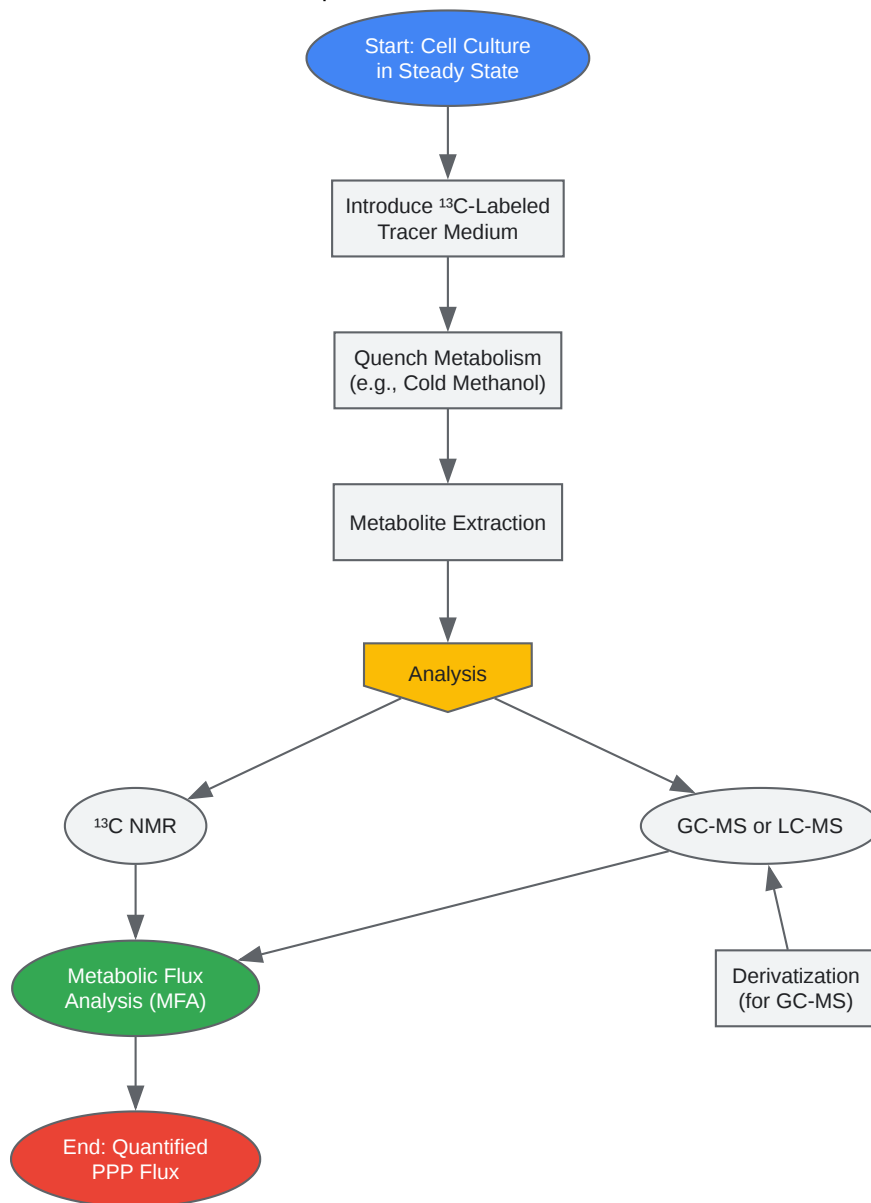 Start: Cell Culture
in Steady State
Introduce ¹³C-Labeled
Tracer Medium
Quench Metabolism
(e.g., Cold Methanol)
Metabolite Extraction
Analysis
¹³C NMR
GC-MS or LC-MS
Metabolic Flux
Analysis (MFA)
Derivatization
(for GC-MS)
End: Quantified
PPP Flux